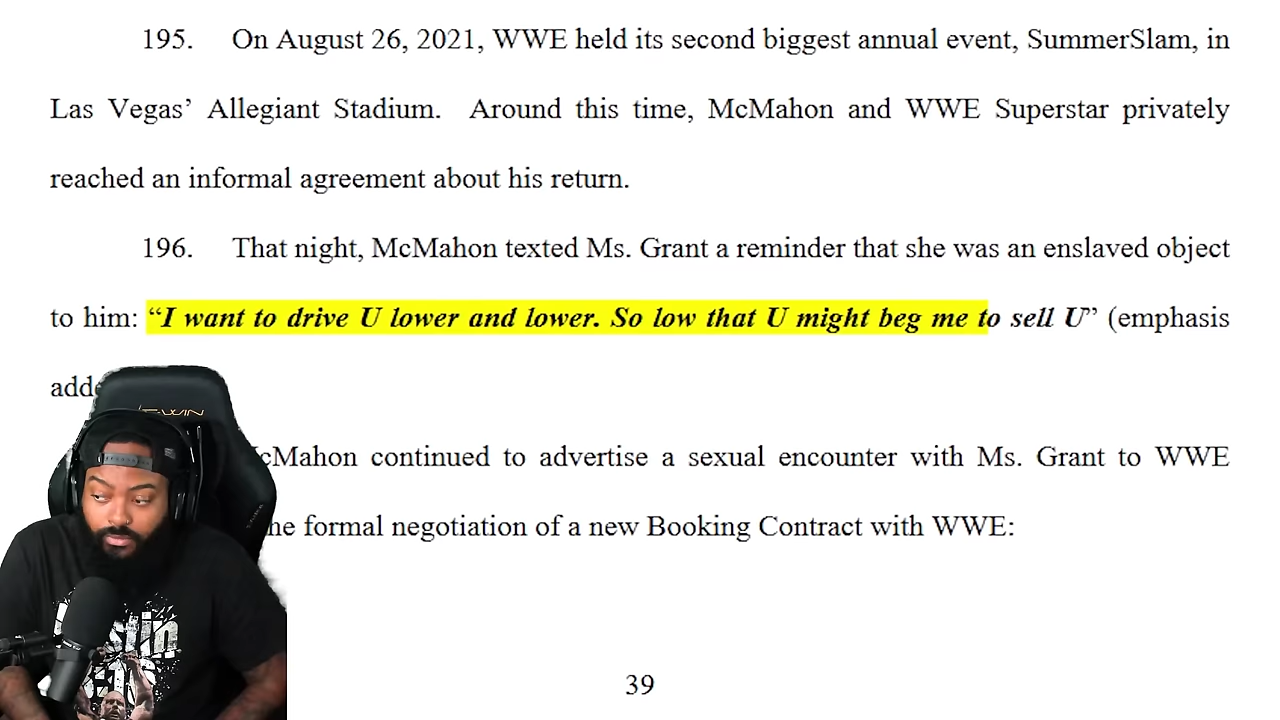 195. On August 26, 2021, WWE held its second biggest annual event, SummerSlam, in
Las Vegas’ Allegiant Stadium. Around this time, McMahon and WWE Superstar privately
reached an informal agreement about his return.
196. That night, McMahon texted Ms. Grant a reminder that she was an enslaved object
to him: “I want to drive U lower and lower. So low that U might beg me to sell U” (emphasis
McMahon continued to advertise a sexual encounter with Ms. Grant to WWE
formal negotiation of a new Booking Contract with WWE:
39